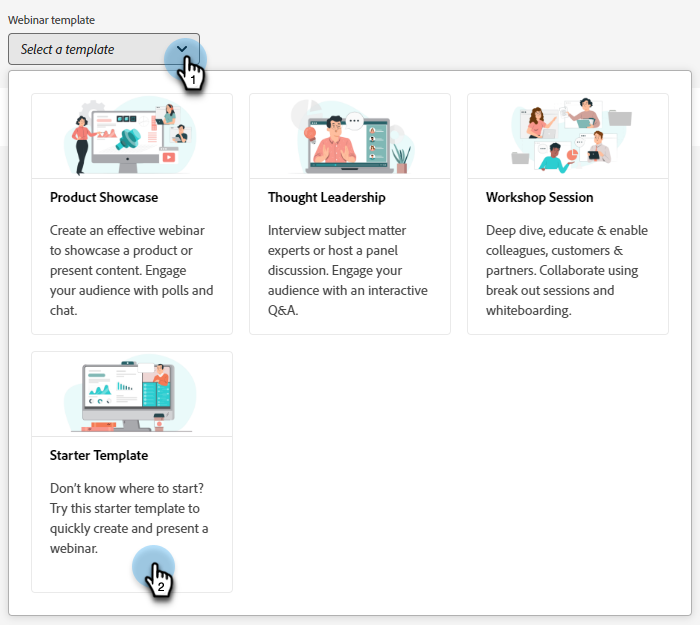 Webinar template
Select a template
1
Product Showcase
Create an effective webinar
to showcase a product or
present content. Engage
your audience with polls and
chat.
Thought Leadership
Interview subject matter
experts or host a panel
discussion. Engage your
audience with an interactive
Q&A.
Workshop Session
Deep dive, educate & enable
colleagues, customers &
partners. Collaborate using
break out sessions and
whiteboarding.
Starter Template
Don’t know where to start?
Try this starter template to
quickly create and present a
webinar.
2